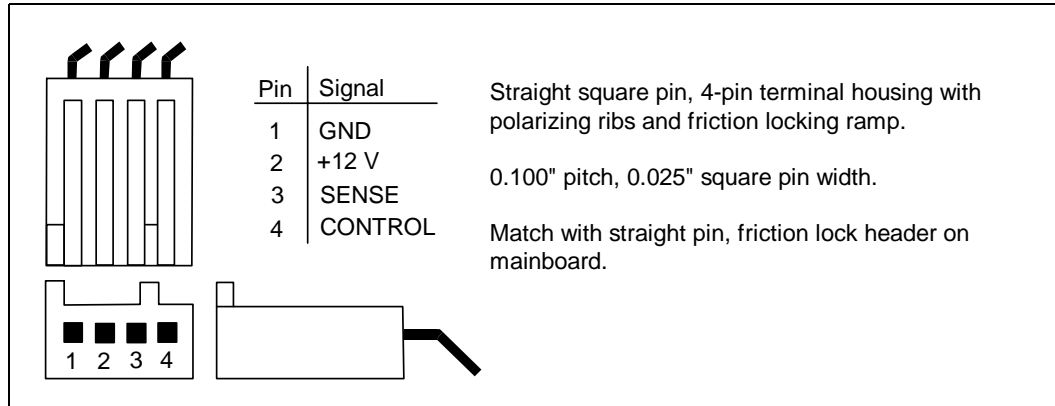 Pin Signal
1 GND
2 +12 V
3 SENSE
4 CONTROL
Straight square pin, 4-pin terminal housing with
polarizing ribs and friction locking ramp.
0.100" pitch, 0.025" square pin width.
Match with straight pin, friction lock header on
mainboard.
1 2 3 4